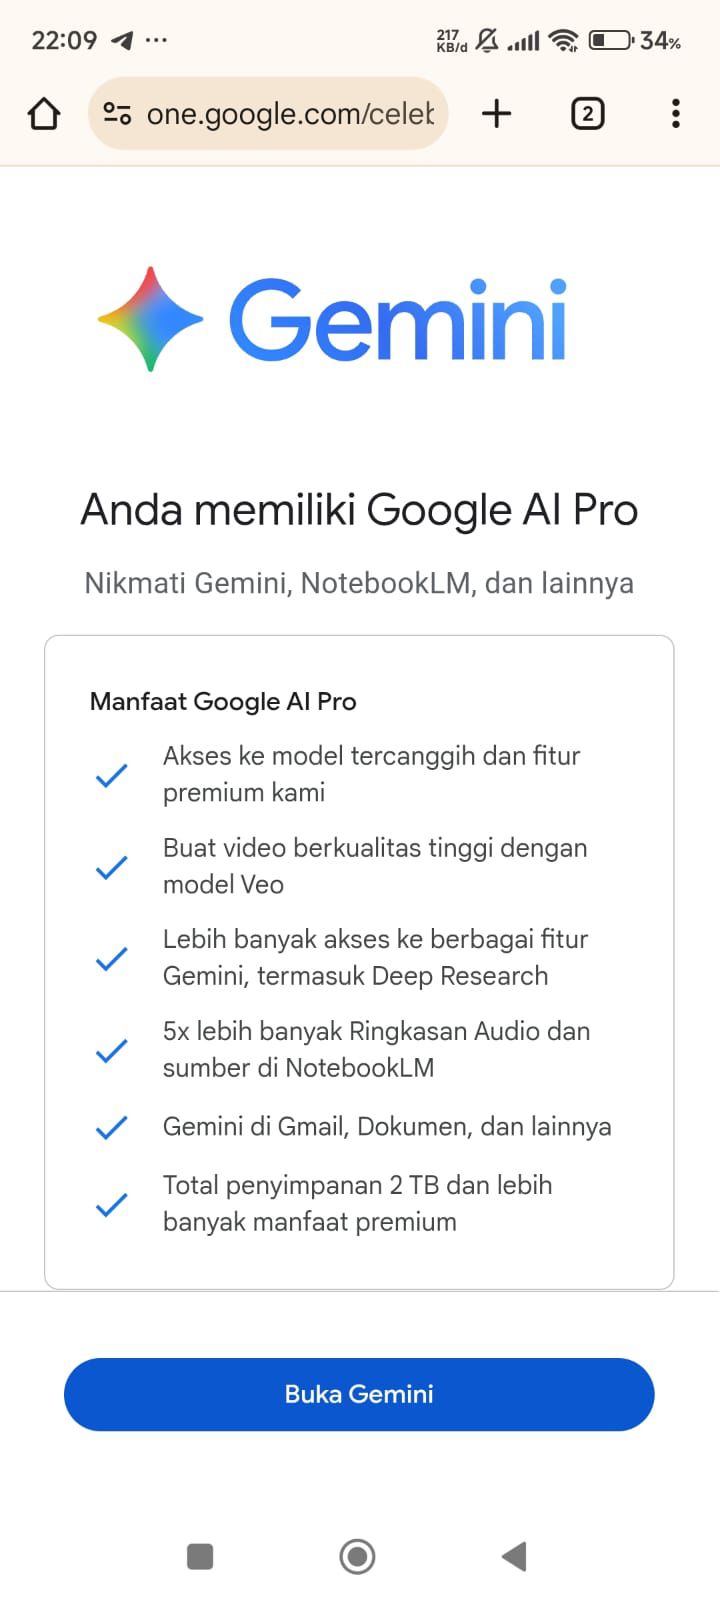 22:09 ...
217 KB/d 34%
one.google.com/celeb
2
Gemini
Anda memiliki Google AI Pro
Nikmati Gemini, NotebookLM, dan lainnya
Manfaat Google AI Pro
Akses ke model tercanggih dan fitur
premium kami
Buat video berkualitas tinggi dengan
model Veo
Lebih banyak akses ke berbagai fitur
Gemini, termasuk Deep Research
5x lebih banyak Ringkasan Audio dan
sumber di NotebookLM
Gemini di Gmail, Dokumen, dan lainnya
Total penyimpanan 2 TB dan lebih
banyak manfaat premium
Buka Gemini